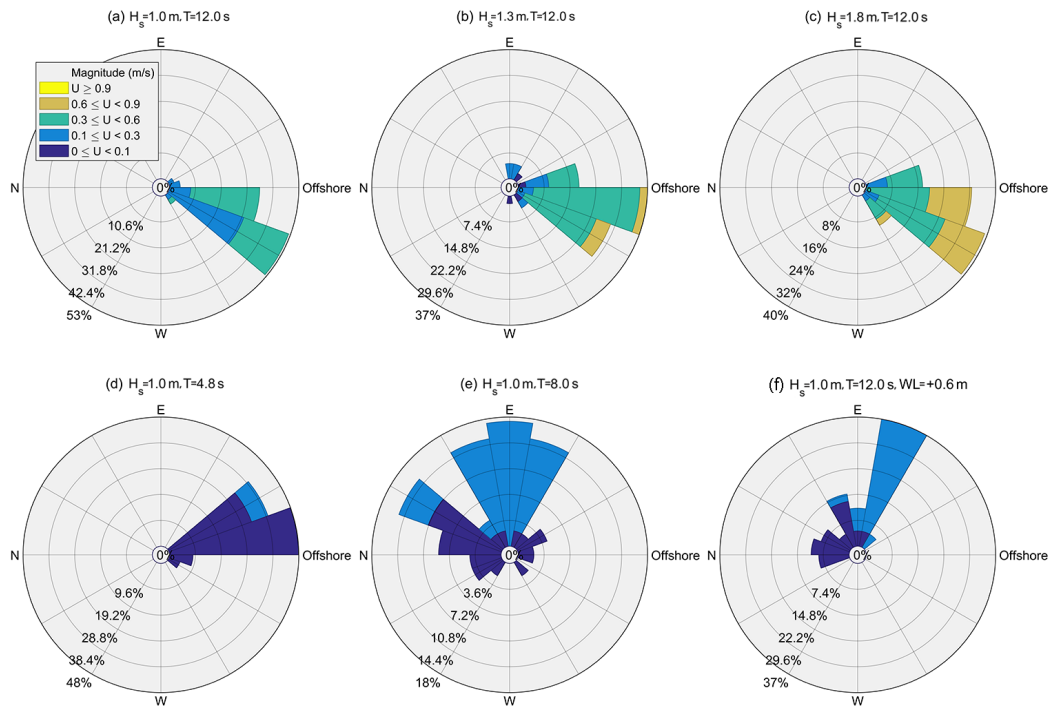 (a) Hs=1.0 m, T=12.0 s
E
Magnitude (m/s)
U ≥ 0.9
0.6 ≤ U < 0.9
0.3 ≤ U < 0.6
0.1 ≤ U < 0.3
0 ≤ U < 0.1
N
0%
Offshore
10.6%
21.2%
31.8%
42.4%
53%
W
(b) Hs=1.3 m, T=12.0 s
E
N
0%
Offshore
7.4%
14.8%
22.2%
29.6%
37%
W
(c) Hs=1.8 m, T=12.0 s
E
N
0%
Offshore
8%
16%
24%
32%
40%
W
(d) Hs=1.0 m, T=4.8 s
E
N
0%
Offshore
9.6%
19.2%
28.8%
38.4%
48%
W
(e) Hs=1.0 m, T=8.0 s
E
N
0%
Offshore
3.6%
7.2%
10.8%
14.4%
18%
W
(f) Hs=1.0 m, T=12.0 s, WL=+0.6 m
E
N
0%
Offshore
7.4%
14.8%
22.2%
29.6%
37%
W